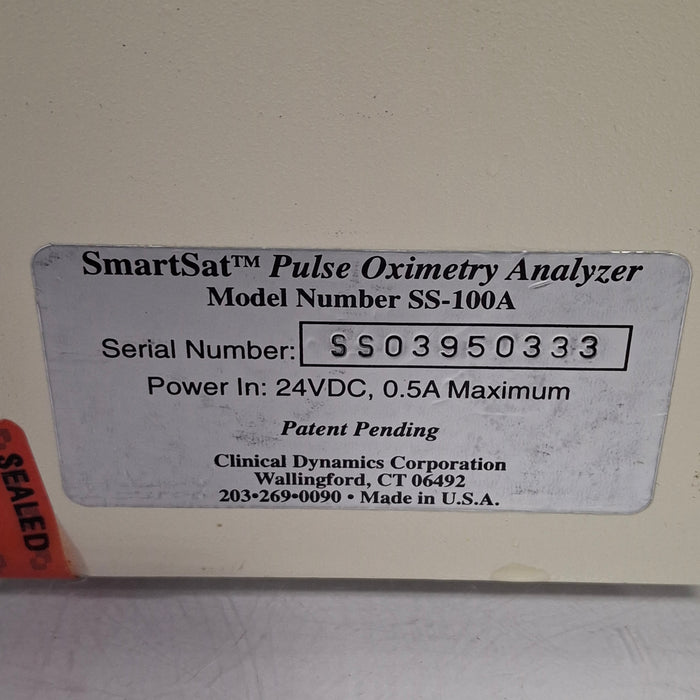 SmartSat™ Pulse Oximetry Analyzer
Model Number SS-100A
Serial Number: SS03950333
Power In: 24VDC, 0.5A Maximum
Patent Pending
Clinical Dynamics Corporation
Wallingford, CT 06492
203•269•0090 • Made in U.S.A.
SEALED